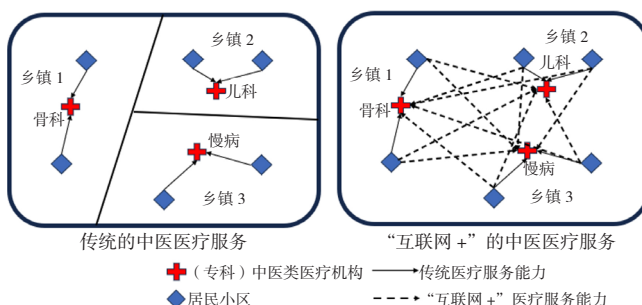 乡镇 1
乡镇 2
儿科
骨科
慢病
乡镇 3
传统的中医医疗服务
乡镇 2
乡镇 1
儿科
骨科
慢病
乡镇 3
“互联网 +”的中医医疗服务
（专科）中医类医疗机构
传统医疗服务能力
居民小区
“互联网 +”医疗服务能力